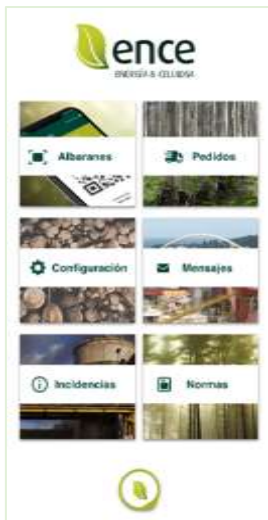 ence
ENERGÍA & CELULOSA
Albaranes
Pedidos
Configuración
Mensajes
Incidencias
Normas